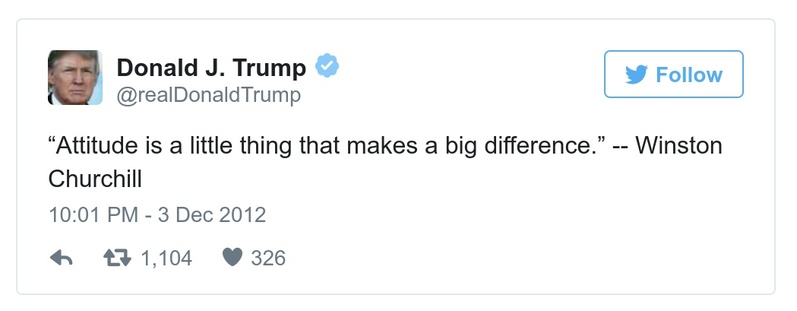 Donald J. Trump
@realDonaldTrump
Follow
“Attitude is a little thing that makes a big difference.” -- Winston
Churchill
10:01 PM - 3 Dec 2012
1,104 326